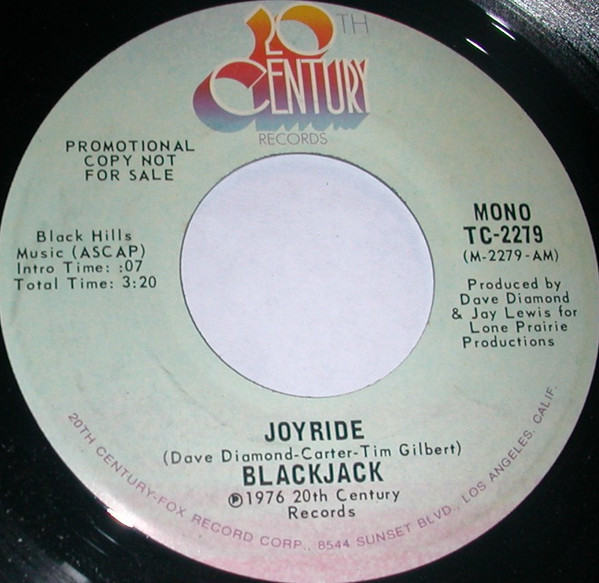 20TH
CENTURY
RECORDS
PROMOTIONAL
COPY NOT
FOR SALE
Black Hills
Music (ASCAP)
Intro Time: :07
Total Time: 3:20
MONO
TC-2279
(M-2279-AM)
Produced by
Dave Diamond
& Jay Lewis for
Lone Prairie
Productions
JOYRIDE
(Dave Diamond-Carter-Tim Gilbert)
BLACKJACK
℗1976 20th Century
Records
20TH CENTURY-FOX RECORD CORP., 8544 SUNSET BLVD., LOS ANGELES, CALIF.